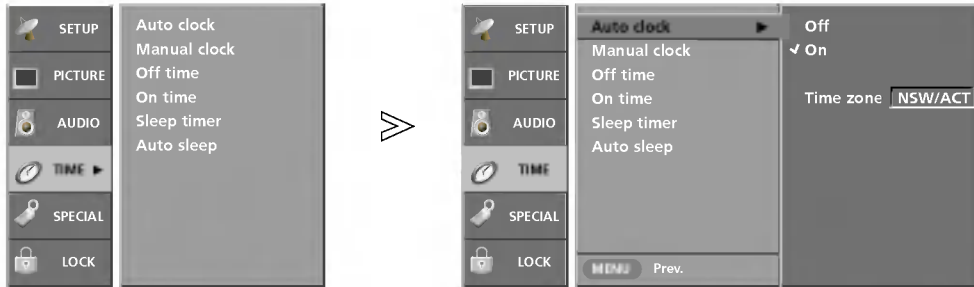 SETUP
PICTURE
AUDIO
TIME
SPECIAL
LOCK
Auto clock
Manual clock
Off time
On time
Sleep timer
Auto sleep
SETUP
PICTURE
AUDIO
TIME
SPECIAL
LOCK
Auto clock
Manual clock
Off time
On time
Sleep timer
Auto sleep
MENU Prev.
Off
On
Time zone NSW/ACT